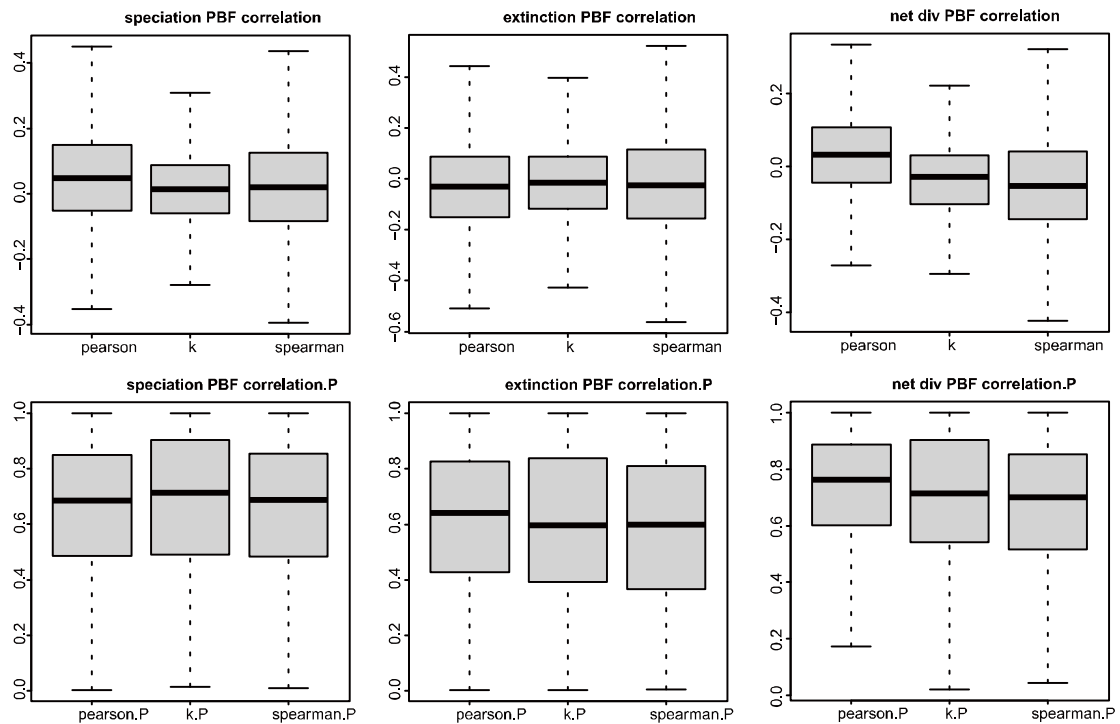 speciation PBF correlation
extinction PBF correlation
net div PBF correlation
0.4
0.2
0.0
−0.2
−0.4
0.4
0.2
0.0
−0.2
−0.4
−0.6
0.2
0.0
−0.2
−0.4
pearson k spearman
pearson k spearman
pearson k spearman
speciation PBF correlation.P
extinction PBF correlation.P
net div PBF correlation.P
1.0
0.8
0.6
0.4
0.2
0.0
1.0
0.8
0.6
0.4
0.2
0.0
1.0
0.8
0.6
0.4
0.2
0.0
pearson.P k.P spearman.P
pearson.P k.P spearman.P
pearson.P k.P spearman.P